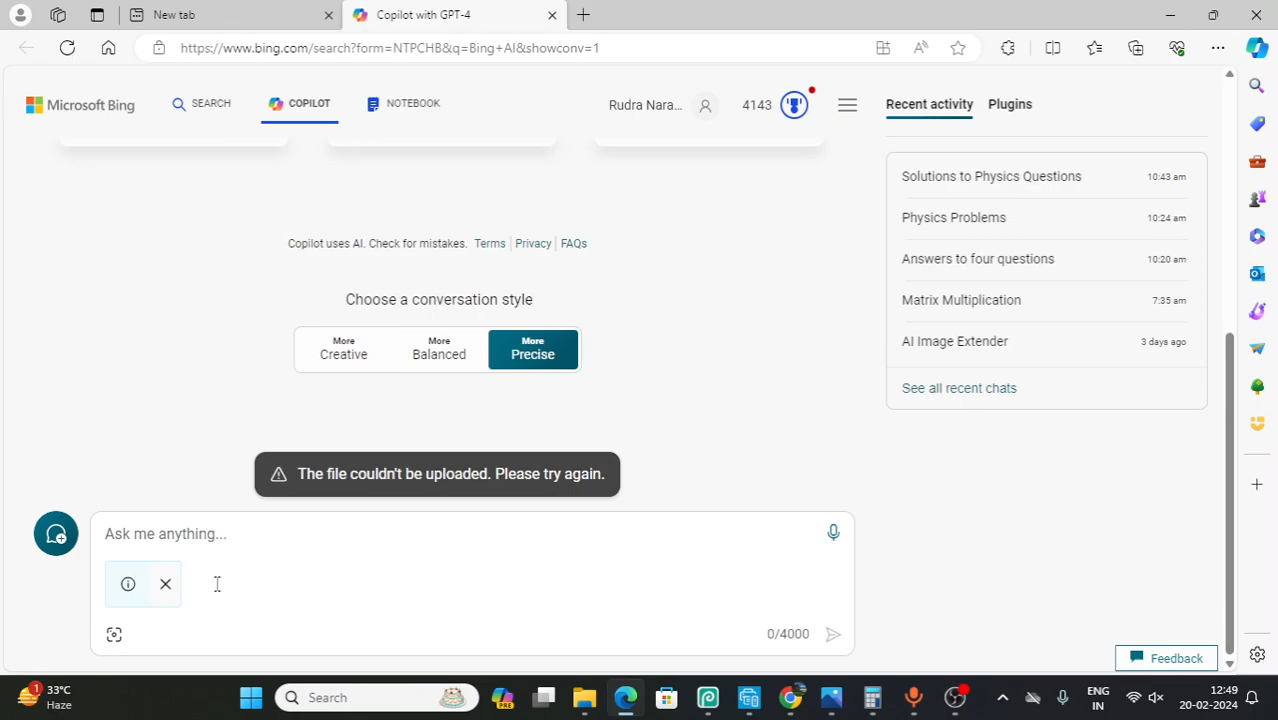 New tab
Copilot with GPT-4
https://www.bing.com/search?form=NTPCHB&q=Bing+AI&showconv=1
Microsoft Bing
SEARCH
COPILOT
NOTEBOOK
Rudra Nara...
4143
Recent activity
Plugins
Solutions to Physics Questions
10:43 am
Physics Problems
10:24 am
Answers to four questions
10:20 am
Matrix Multiplication
7:35 am
AI Image Extender
3 days ago
See all recent chats
Copilot uses AI. Check for mistakes. Terms Privacy FAQs
Choose a conversation style
More
Creative
More
Balanced
More
Precise
The file couldn't be uploaded. Please try again.
Ask me anything...
0/4000
Feedback
1
33°C
Haze
Search
PRE
ENG
IN
12:49
20-02-2024